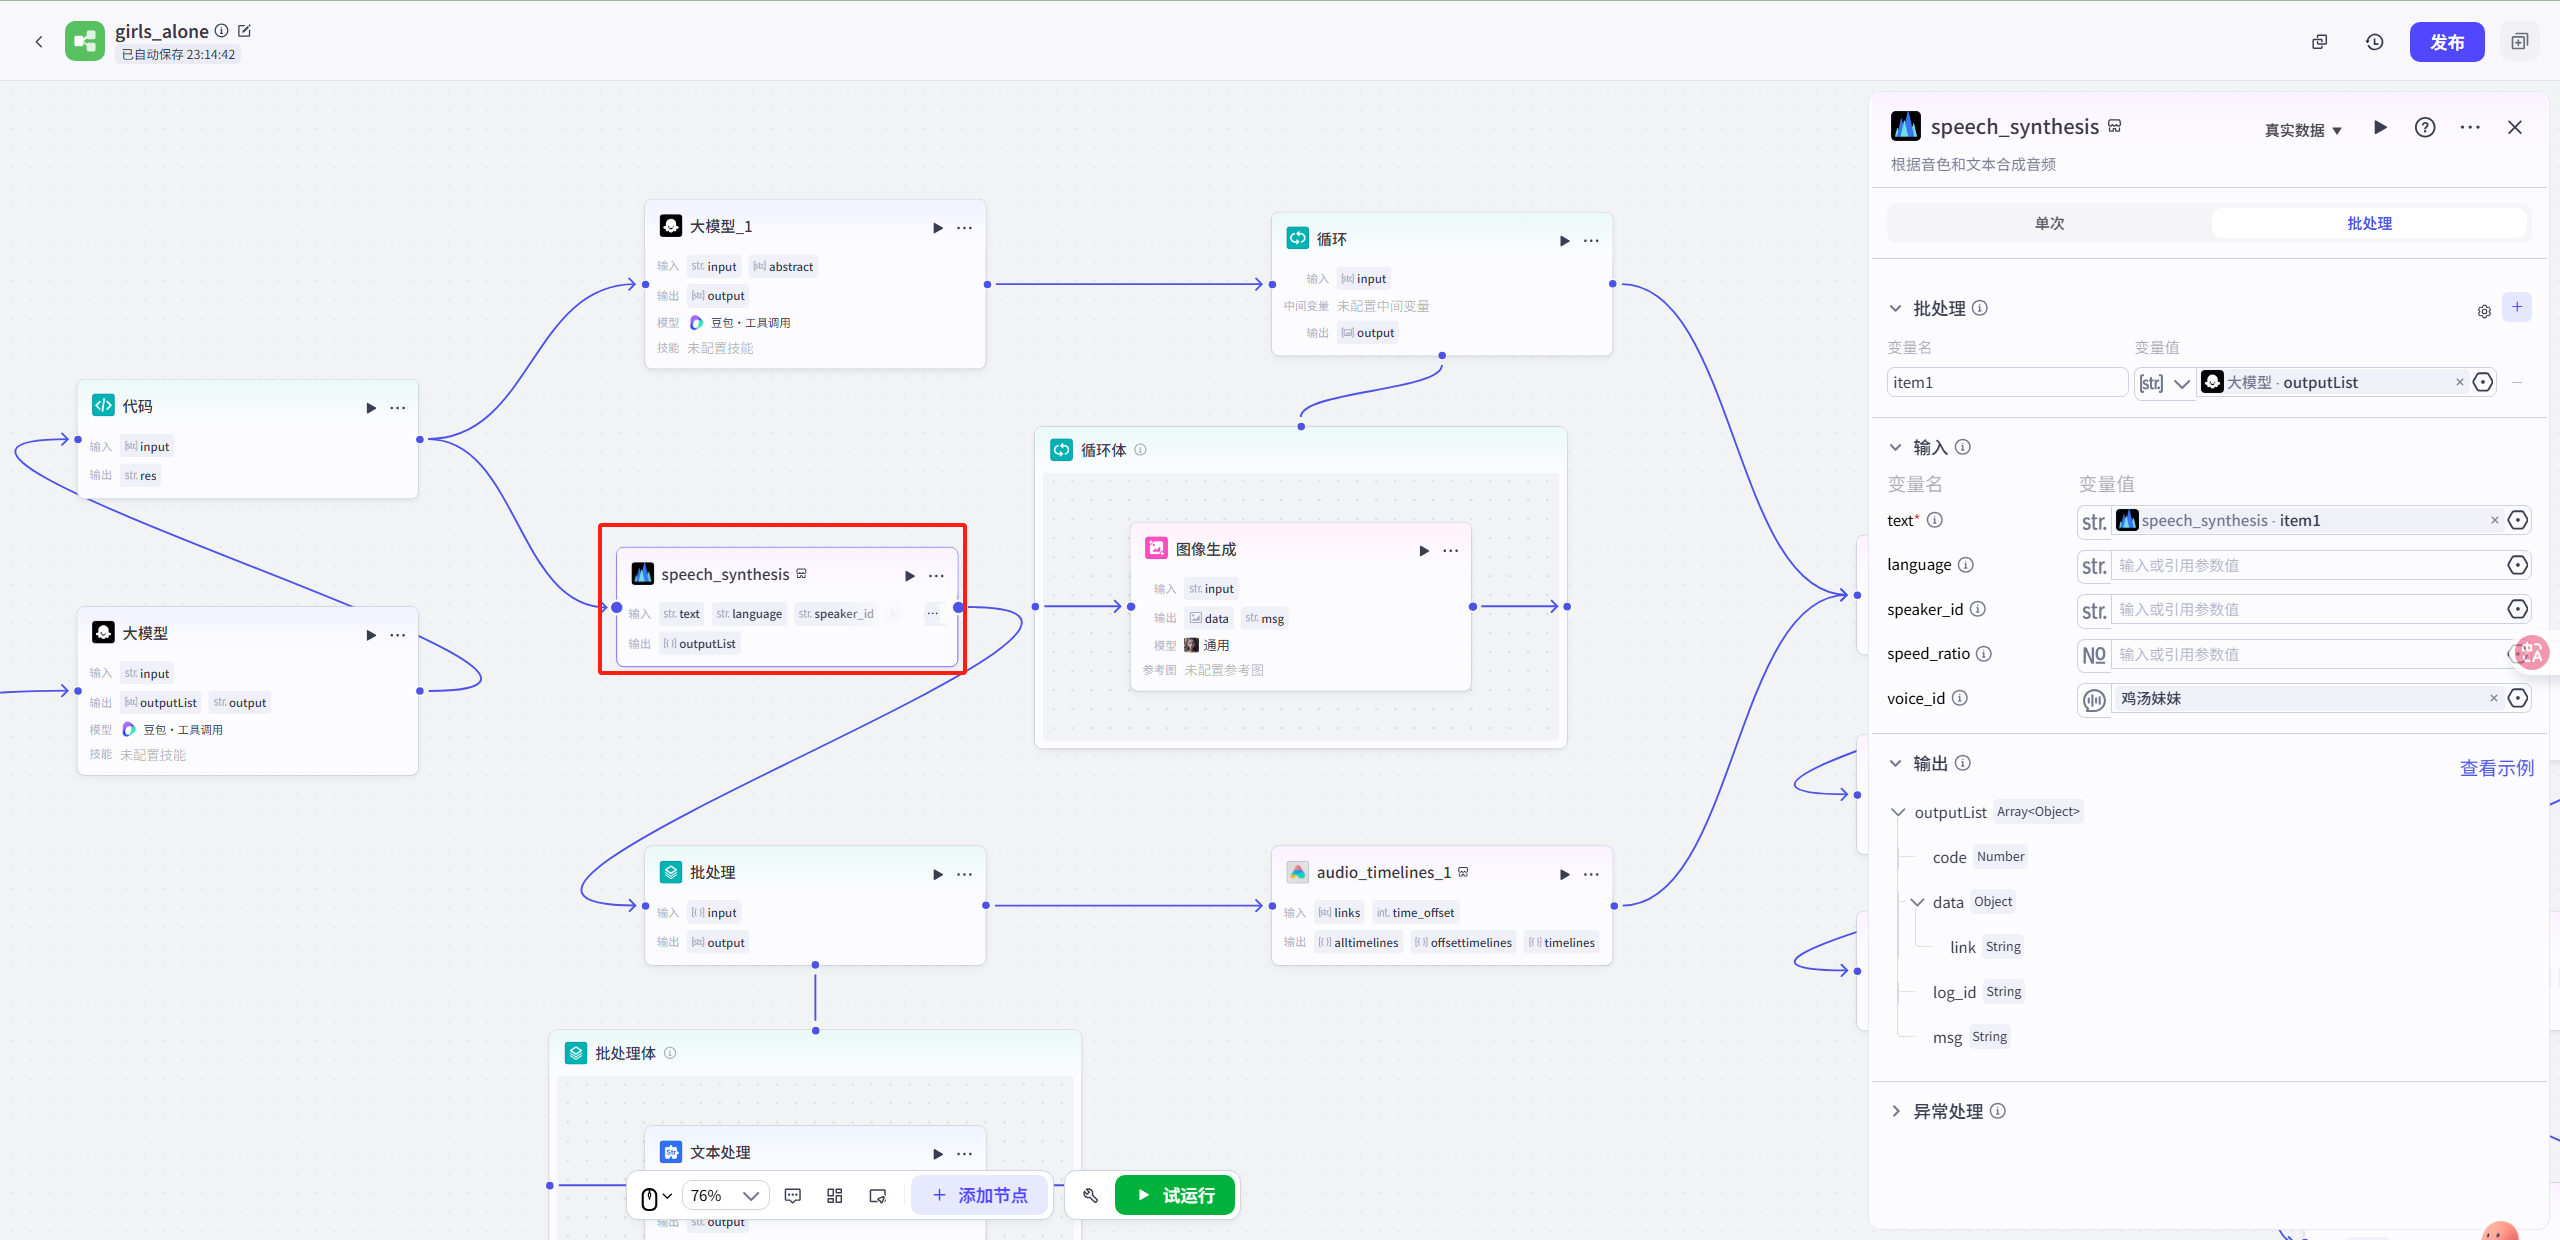 girls_alone
已自动保存 23:14:42
发布
大模型_1
输入 str. input [str] abstract
输出 [str] output
模型 豆包·工具调用
技能 未配置技能
循环
输入 [str] input
中间变量 未配置中间变量
输出 output
代码
输入 [str] input
输出 str. res
循环体
图像生成
输入 str. input
输出 data str. msg
模型 通用
参考图 未配置参考图
speech_synthesis
输入 str. text str. language str. speaker_id ...
输出 [{}] outputList
大模型
输入 str. input
输出 [str] outputList str. output
模型 豆包·工具调用
技能 未配置技能
批处理
输入 [{}] input
输出 [str] output
audio_timelines_1
输入 [str] links int. time_offset
输出 [{}] alltimelines [{}] offsettimelines [{}] timelines
批处理体
文本处理
Str
输出 str. output
76%
添加节点
试运行
speech_synthesis
真实数据
根据音色和文本合成音频
单次
批处理
批处理
变量名 变量值
item1 [str.] 大模型 · outputList
输入
变量名 变量值
text* str. speech_synthesis · item1
language str. 输入或引用参数值
speaker_id str. 输入或引用参数值
speed_ratio NO 输入或引用参数值
voice_id 鸡汤妹妹
输出
查看示例
outputList Array<Object>
code Number
data Object
link String
log_id String
msg String
异常处理